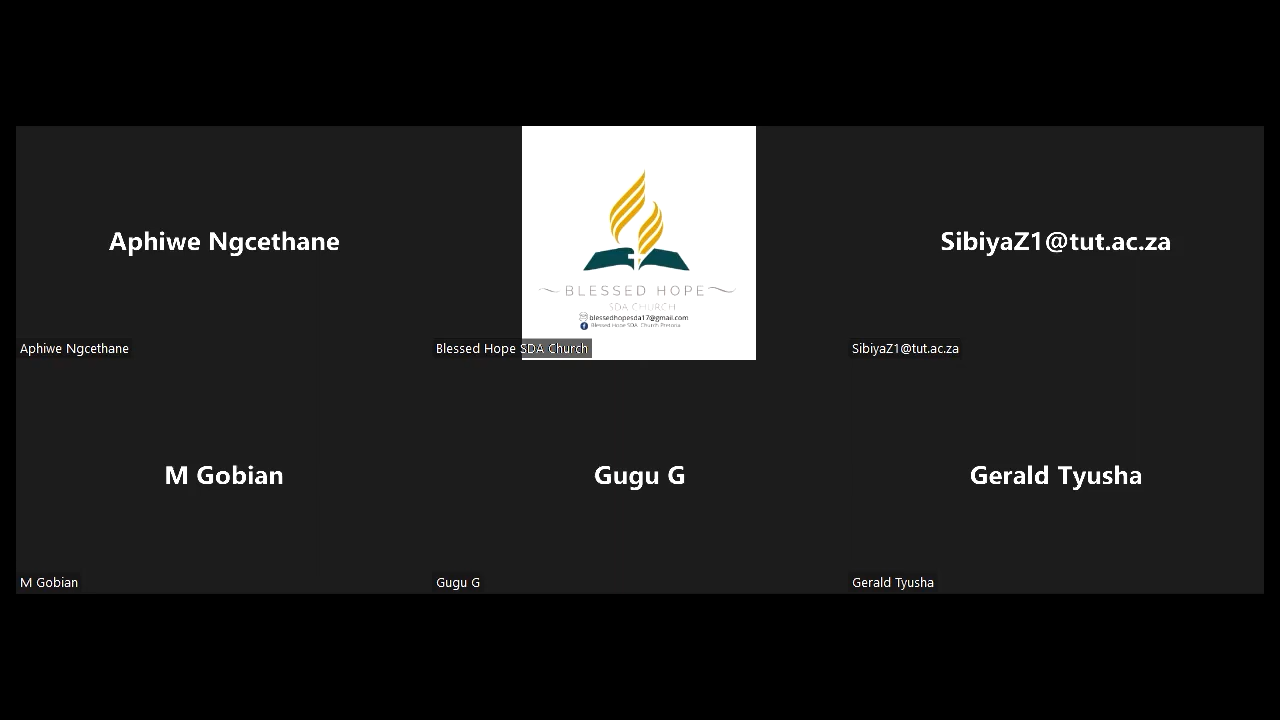 Aphiwe Ngcethane
Aphiwe Ngcethane
BLESSED HOPE
SDA CHURCH
blessedhopesda17@gmail.com
Blessed Hope SDA Church Pretoria
Blessed Hope SDA Church
SibiyaZ1@tut.ac.za
SibiyaZ1@tut.ac.za
M Gobian
M Gobian
Gugu G
Gugu G
Gerald Tyusha
Gerald Tyusha